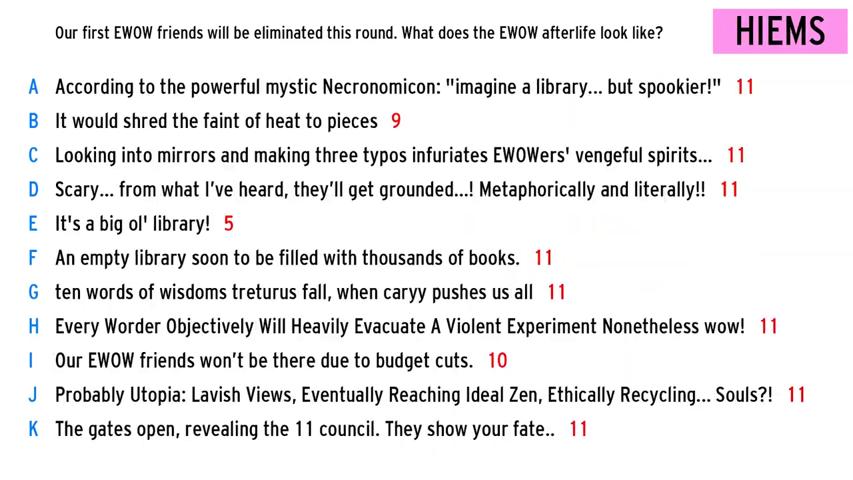 Our first EWOW friends will be eliminated this round. What does the EWOW afterlife look like?
HIEMS
A According to the powerful mystic Necronomicon: "imagine a library... but spookier!" 11
B It would shred the faint of heat to pieces 9
C Looking into mirrors and making three typos infuriates EWOWers' vengeful spirits... 11
D Scary... from what I've heard, they'll get grounded...! Metaphorically and literally!! 11
E It's a big ol' library! 5
F An empty library soon to be filled with thousands of books. 11
G ten words of wisdoms treturus fall, when caryy pushes us all 11
H Every Worder Objectively Will Heavily Evacuate A Violent Experiment Nonetheless wow! 11
I Our EWOW friends won't be there due to budget cuts. 10
J Probably Utopia: Lavish Views, Eventually Reaching Ideal Zen, Ethically Recycling... Souls?! 11
K The gates open, revealing the 11 council. They show your fate.. 11